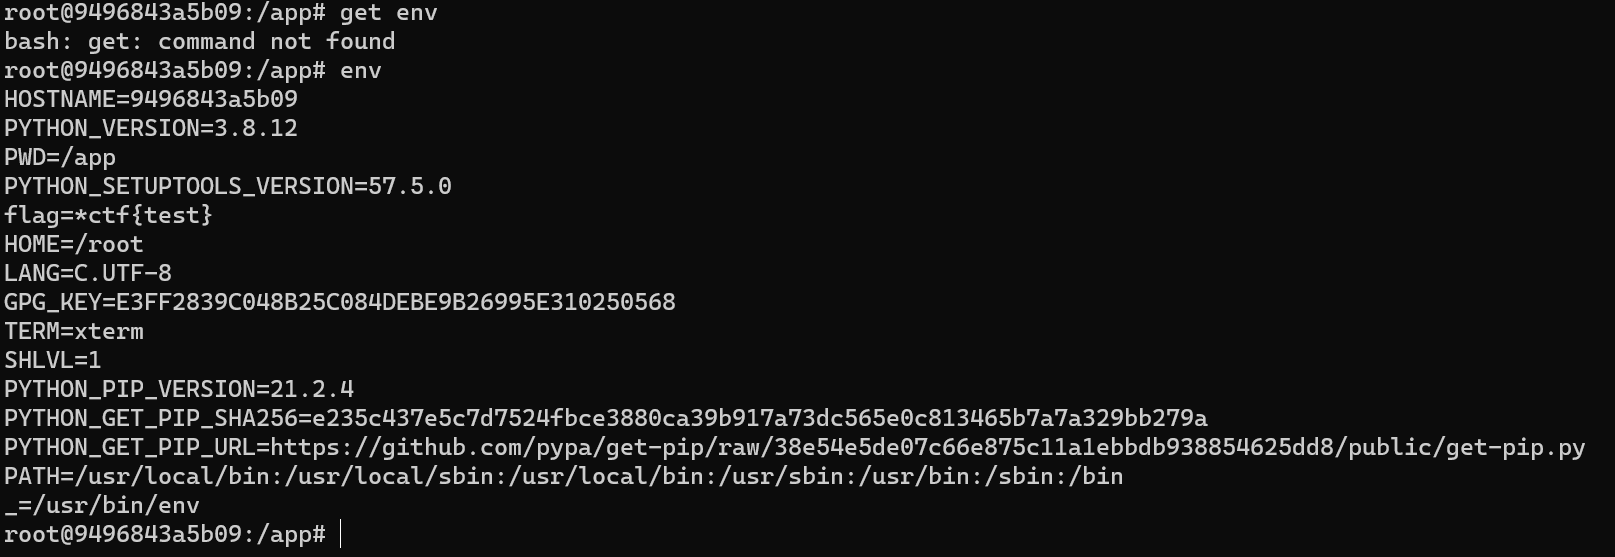 root@9496843a5b09:/app# get env
bash: get: command not found
root@9496843a5b09:/app# env
HOSTNAME=9496843a5b09
PYTHON_VERSION=3.8.12
PWD=/app
PYTHON_SETUPTOOLS_VERSION=57.5.0
flag=*ctf{test}
HOME=/root
LANG=C.UTF-8
GPG_KEY=E3FF2839C048B25C084DEBE9B26995E310250568
TERM=xterm
SHLVL=1
PYTHON_PIP_VERSION=21.2.4
PYTHON_GET_PIP_SHA256=e235c437e5c7d7524fbce3880ca39b917a73dc565e0c813465b7a7a329bb279a
PYTHON_GET_PIP_URL=https://github.com/pypa/get-pip/raw/38e54e5de07c66e875c11a1ebbdb938854625dd8/public/get-pip.py
PATH=/usr/local/bin:/usr/local/sbin:/usr/local/bin:/usr/sbin:/usr/bin:/sbin:/bin
_=/usr/bin/env
root@9496843a5b09:/app#